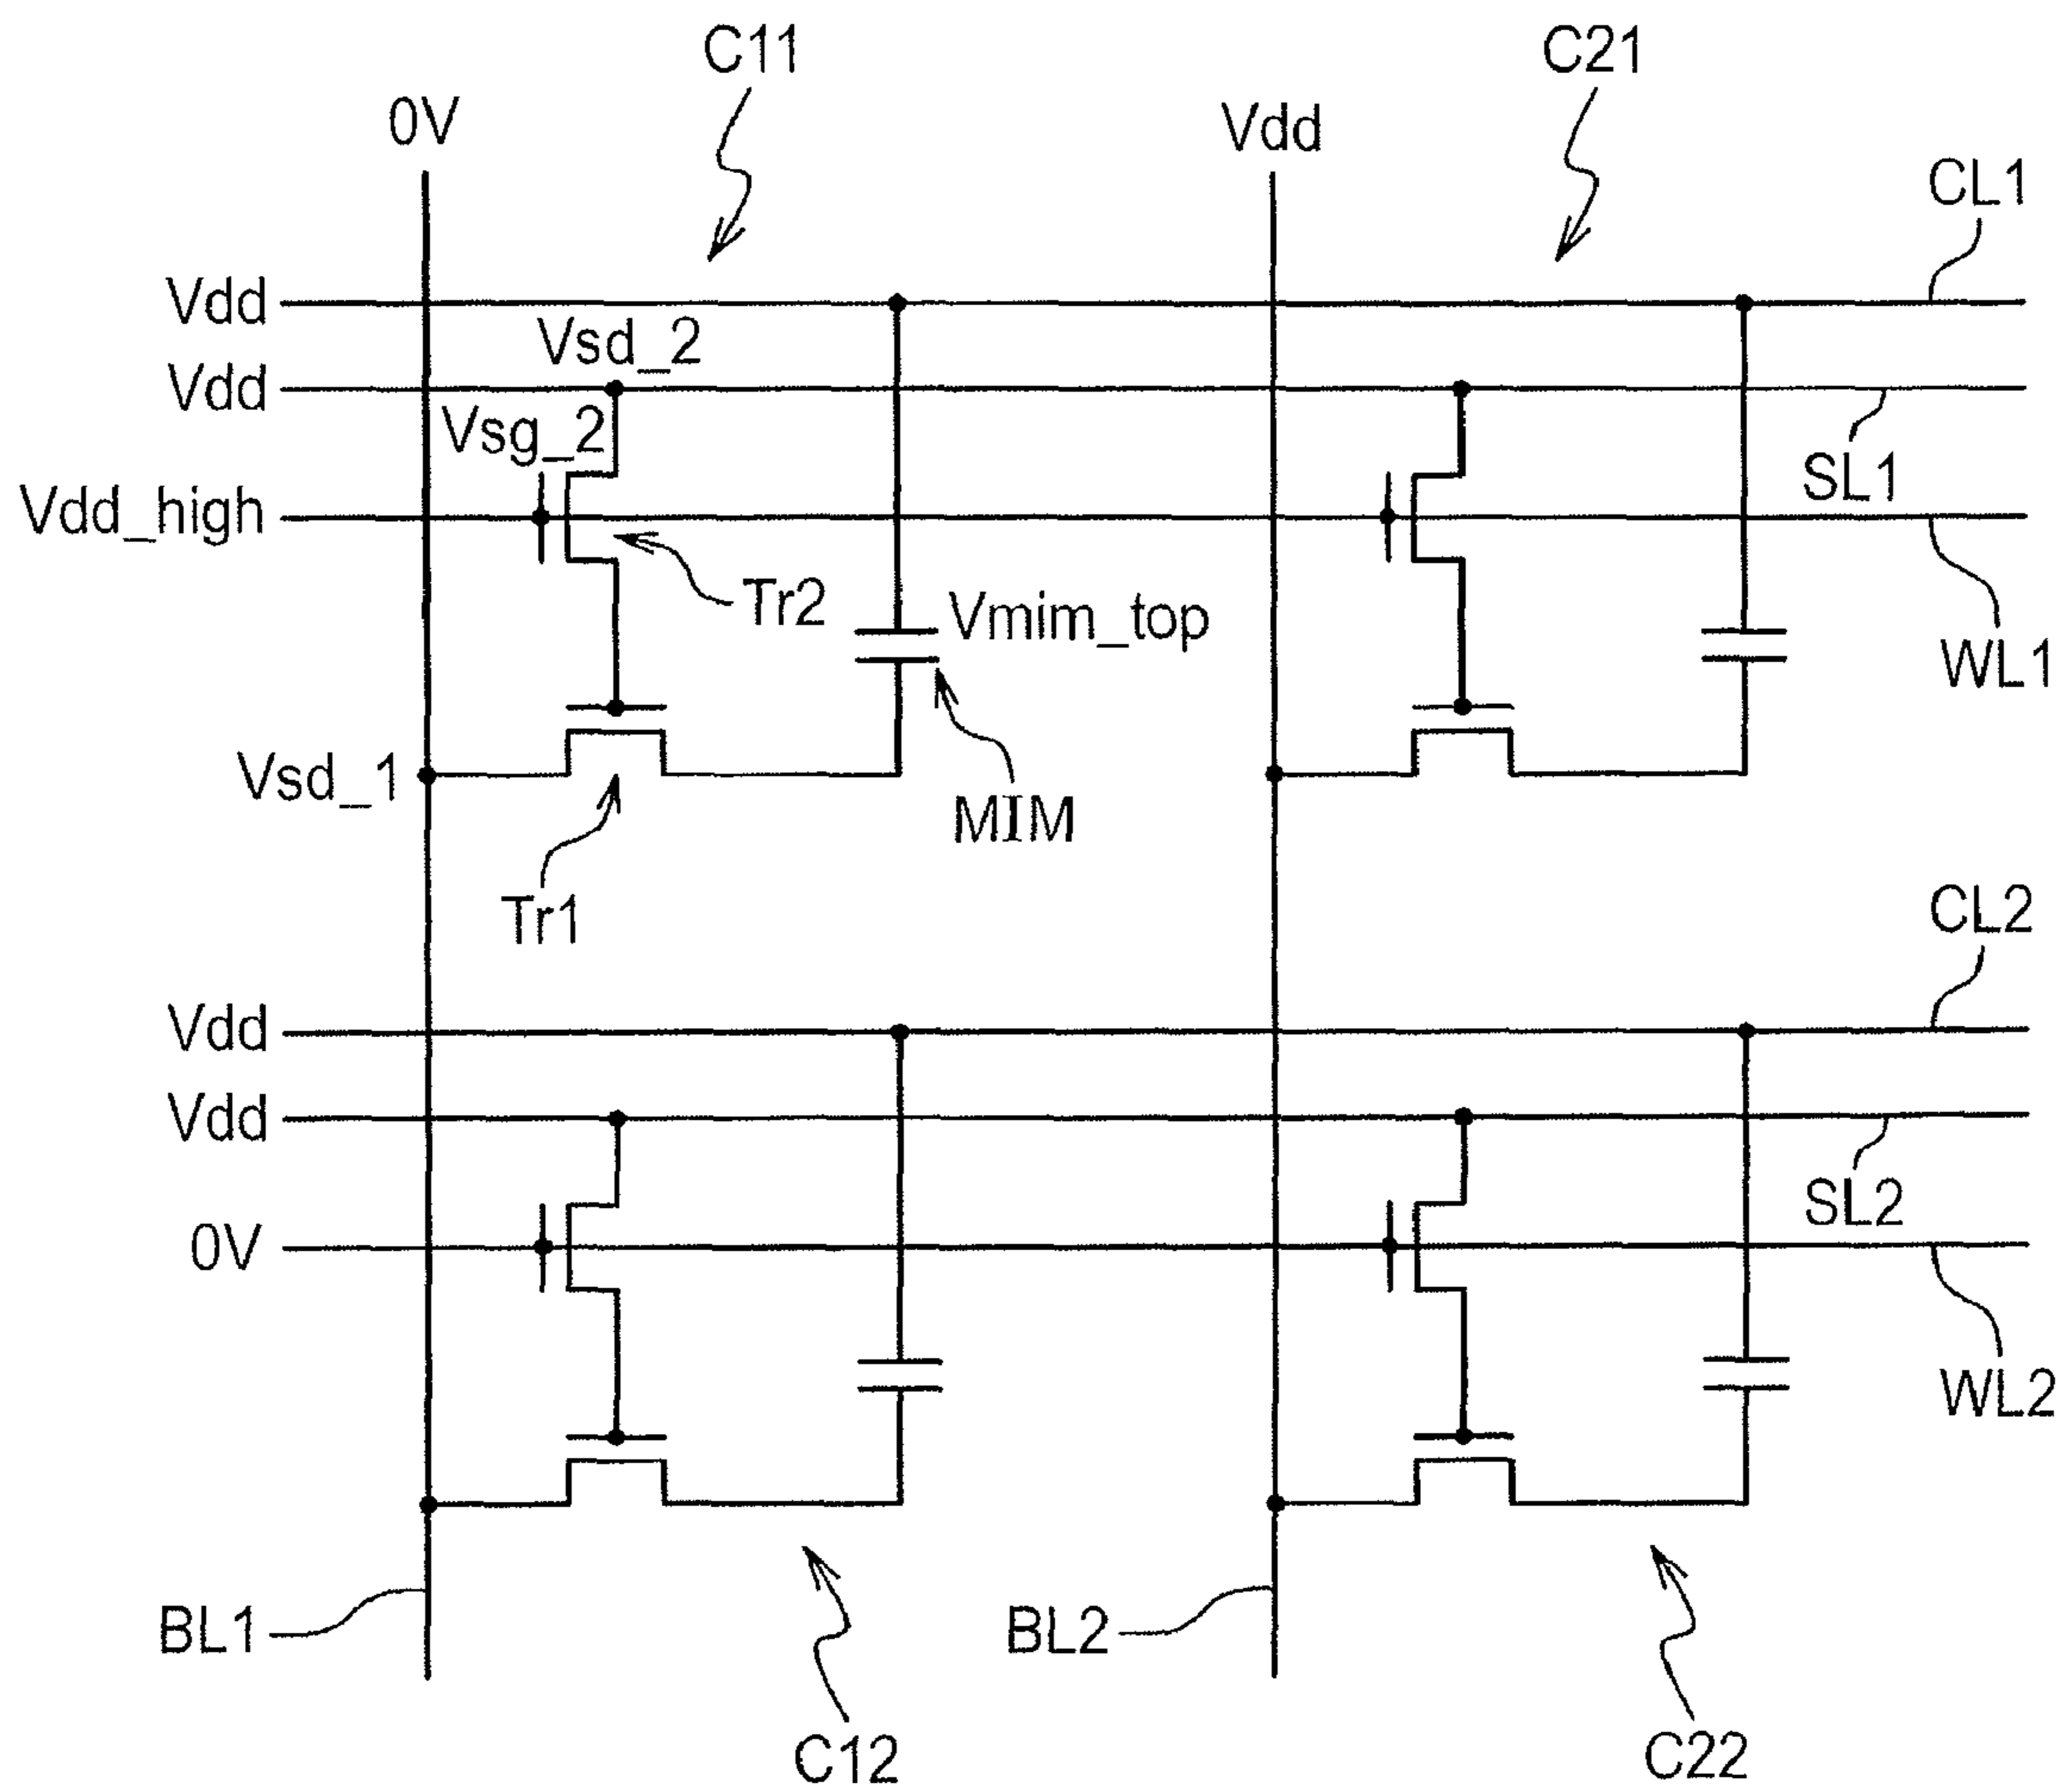 C11
C21
0V
Vdd
CL1
Vdd
Vsd_2
Vdd
Vsg_2
SL1
Vdd_high
Tr2
Vmim_top
WL1
Vsd_1
MIM
Tr1
CL2
Vdd
Vdd
SL2
0V
WL2
BL1
BL2
C12
C22